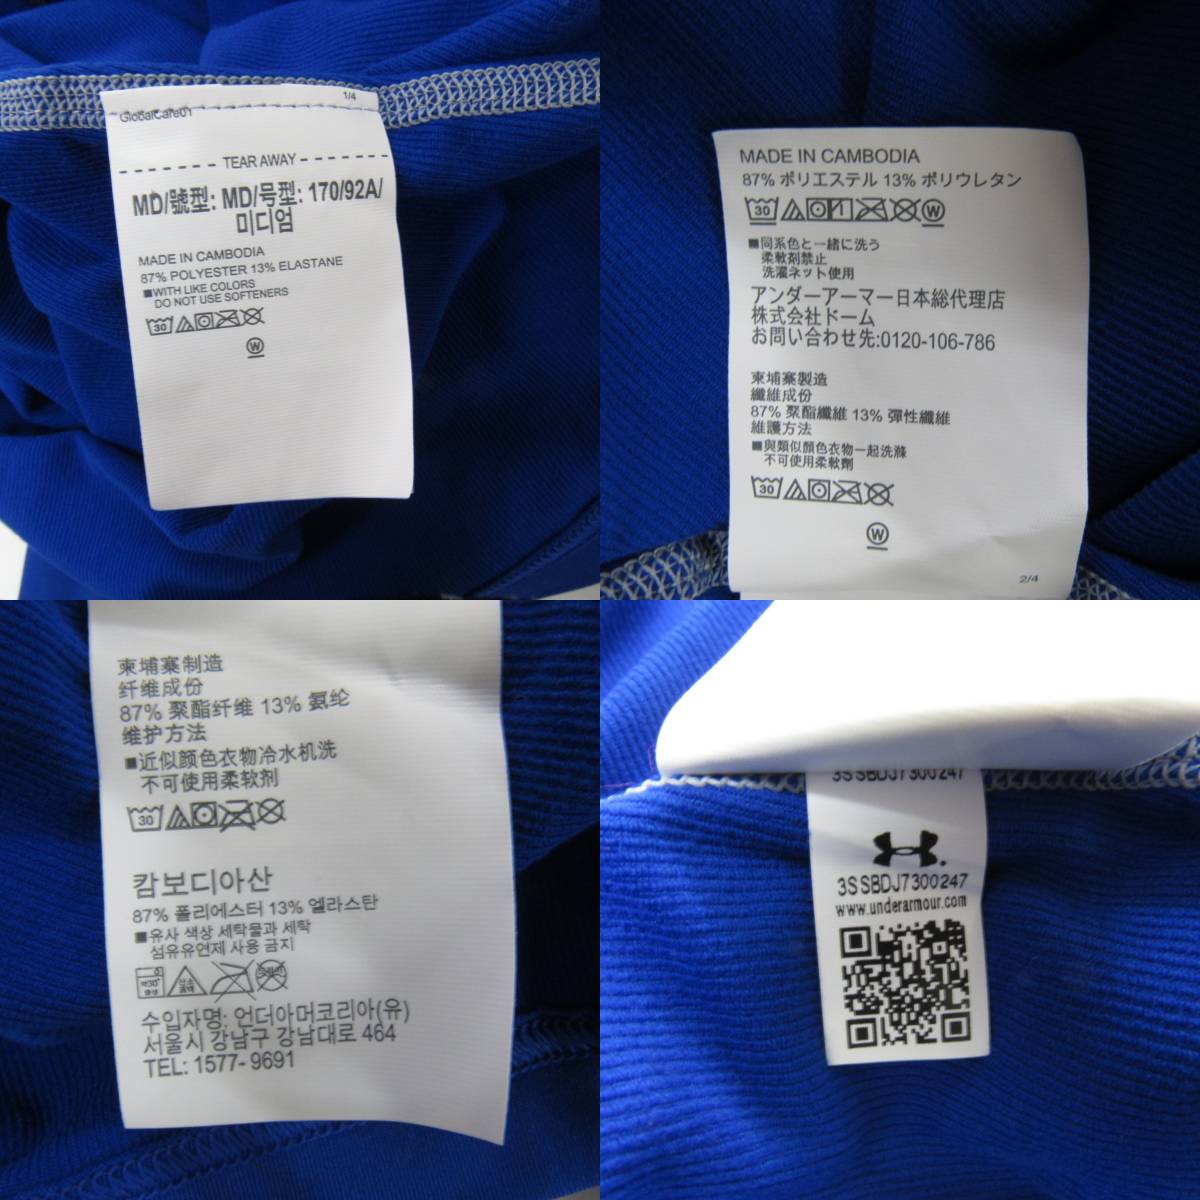 1/4
GlobalCare01
TEAR AWAY
MD/號型: MD/号型: 170/92A/
미디엄
MADE IN CAMBODIA
87% POLYESTER 13% ELASTANE
■WITH LIKE COLORS
DO NOT USE SOFTENERS
30
W
MADE IN CAMBODIA
87% ポリエステル 13% ポリウレタン
30 W
■同系色と一緒に洗う
柔軟剤禁止
洗濯ネット使用
アンダーアーマー日本総代理店
株式会社ドーム
お問い合わせ先:0120-106-786
柬埔寨製造
纖維成份
87% 聚酯纖維 13% 彈性纖維
維護方法
■與類似顏色衣物一起洗滌
不可使用柔軟劑
30
W
2/4
柬埔寨制造
纤维成份
87% 聚酯纤维 13% 氨纶
维护方法
■近似颜色衣物冷水机洗
不可使用柔软剂
30
캄보디아산
87% 폴리에스터 13% 엘라스탄
■유사 색상 세탁물과 세탁
섬유유연제 사용 금지
수입자명: 언더아머코리아(유)
서울시 강남구 강남대로 464
TEL: 1577- 9691
3SSBDJ7300247
3SSBDJ7300247
www.underarmour.com